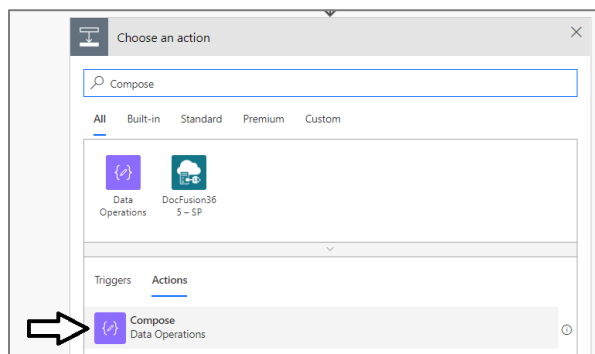 Choose an action
Compose
All Built-in Standard Premium Custom
Data
Operations
DocFusion36
5 – SP
Triggers Actions
Compose
Data Operations